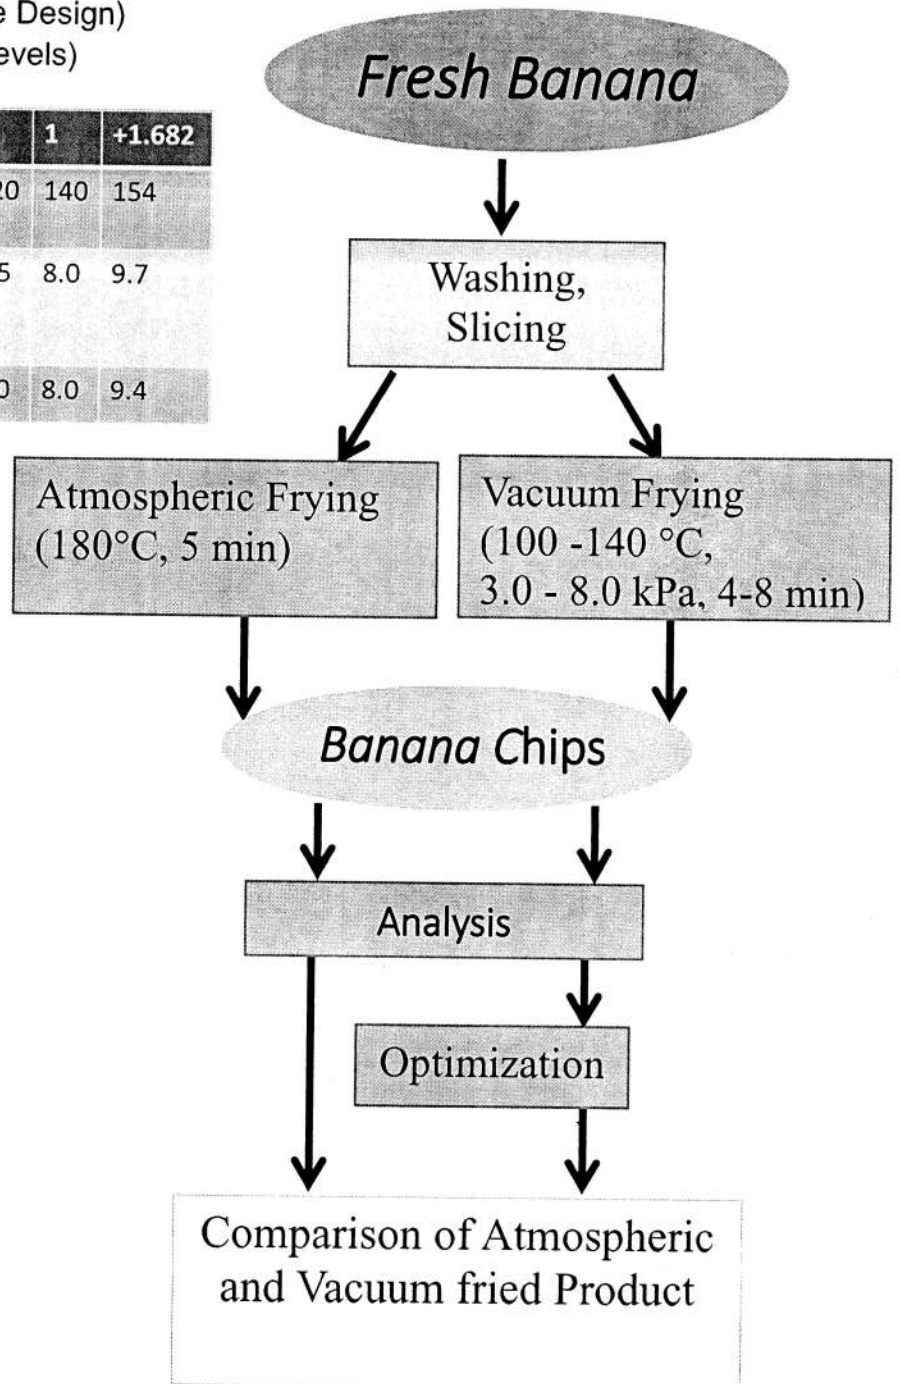 e Design)
evels)
1 +1.682
20 140 154
5 8.0 9.7
0 8.0 9.4
Fresh Banana
Washing,
Slicing
Atmospheric Frying
(180°C, 5 min)
Vacuum Frying
(100 -140 °C,
3.0 - 8.0 kPa, 4-8 min)
Banana Chips
Analysis
Optimization
Comparison of Atmospheric
and Vacuum fried Product